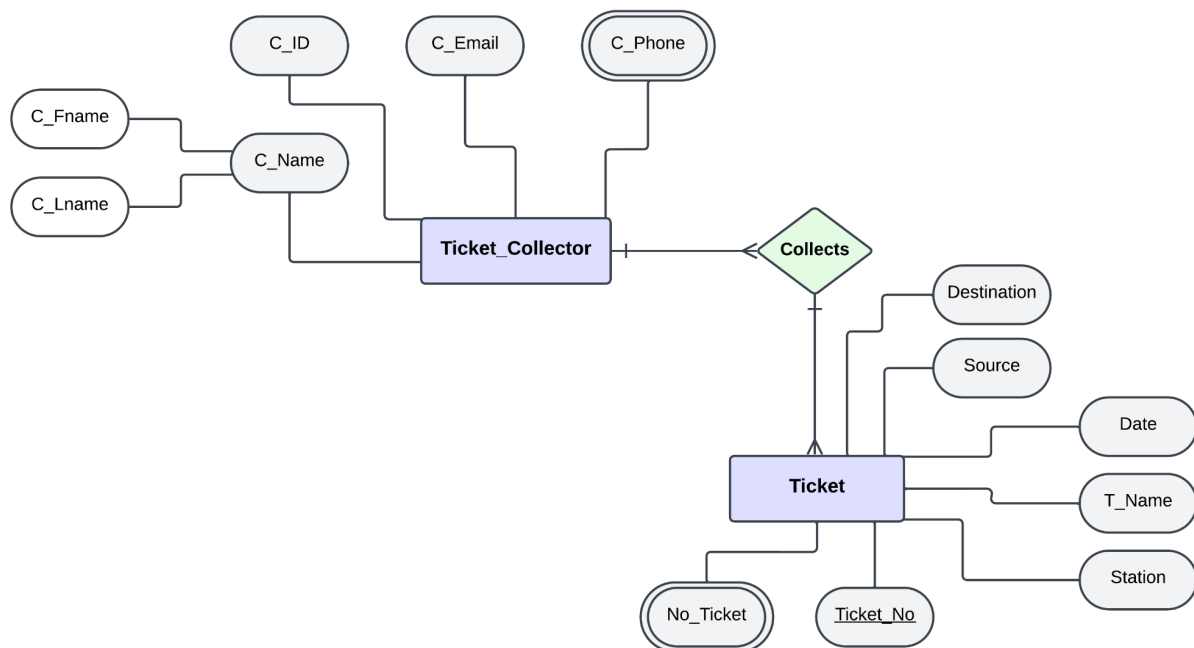 C_ID
C_Email
C_Phone
C_Fname
C_Name
C_Lname
Ticket_Collector
Collects
Destination
Source
Date
Ticket
T_Name
Station
No_Ticket
Ticket_No